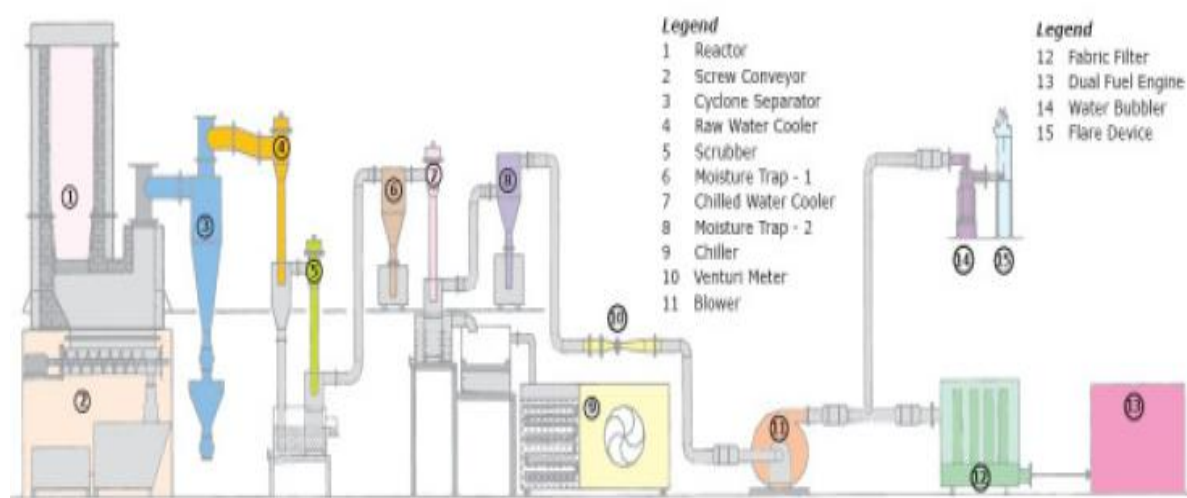 Legend
1 Reactor
2 Screw Conveyor
3 Cyclone Separator
4 Raw Water Cooler
5 Scrubber
6 Moisture Trap - 1
7 Chilled Water Cooler
8 Moisture Trap - 2
9 Chiller
10 Venturi Meter
11 Blower
Legend
12 Fabric Filter
13 Dual Fuel Engine
14 Water Bubbler
15 Flare Device
1
2
3
4
5
6
7
8
9
10
11
12
13
14
15